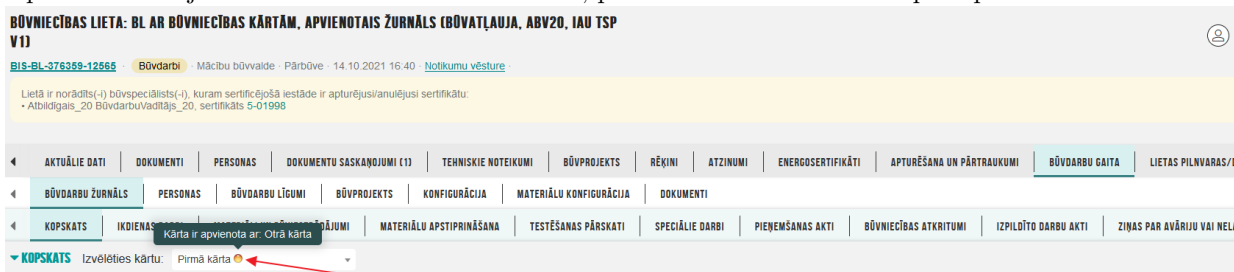 BŪVNIECĪBAS LIETA: BL AR BŪVNIECĪBAS KĀRTĀM, APVIENOTAIS ŽURNĀLS (BŪVATĻAUJA, ABV20, IAU TSP
V1)
BIS-BL-376359-12565 · Būvdarbi · Mācību būvvalde · Pārbūve · 14.10.2021 16:40 · Notikumu vēsture ·
Lietā ir norādīts(-i) būvspeciālists(-i), kuram sertificējošā iestāde ir apturējusi/anulējusi sertifikātu:
• Atbildīgais_20 BūvdarbuVadītājs_20, sertifikāts 5-01998
AKTUĀLIE DATI DOKUMENTI PERSONAS DOKUMENTU SASKAŅOJUMI (1) TEHNISKIE NOTEIKUMI BŪVPROJEKTS RĒĶINI ATZINUMI ENERGOSERTIFIKĀTI APTURĒŠANA UN PĀRTRAUKUMI BŪVDARBU GAITA LIETAS PILNVARAS/
BŪVDARBU ŽURNĀLS PERSONAS BŪVDARBU LĪGUMI BŪVPROJEKTS KONFIGURĀCIJA MATERIĀLU KONFIGURĀCIJA DOKUMENTI
KOPSKATS MATERIĀLU APSTIPRINĀŠANA TESTĒŠANAS PĀRSKATI SPECIĀLIE DARBI PIEŅEMŠANAS AKTI BŪVNIECĪBAS ATKRITUMI IZPILDĪTO DARBU AKTI ZIŅAS PAR AVĀRIJU VAI
Kārta ir apvienota ar: Otrā kārta
KOPSKATS Izvēlēties kārtu: Pirmā kārta